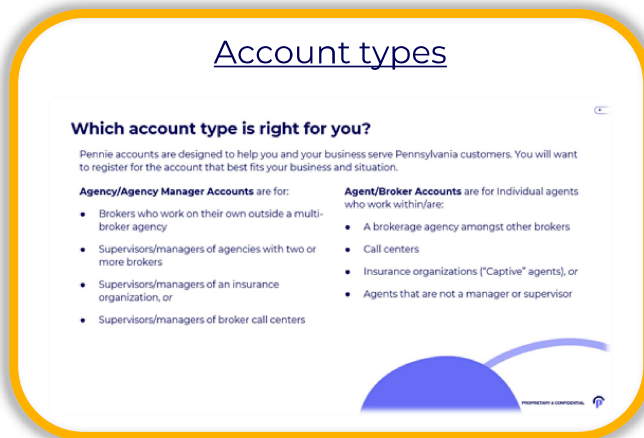 Account types
Which account type is right for you?
Pennie accounts are designed to help you and your business serve Pennsylvania customers. You will want
to register for the account that best fits your business and situation.
Agency/Agency Manager Accounts are for:
• Brokers who work on their own outside a multi-
broker agency
• Supervisors/managers of agencies with two or
more brokers
• Supervisors/managers of an insurance
organization, or
• Supervisors/managers of broker call centers
Agent/Broker Accounts are for Individual agents
who work within/are:
• A brokerage agency amongst other brokers
• Call centers
• Insurance organizations ("Captive" agents), or
• Agents that are not a manager or supervisor
PROPRIETARY & CONFIDENTIAL